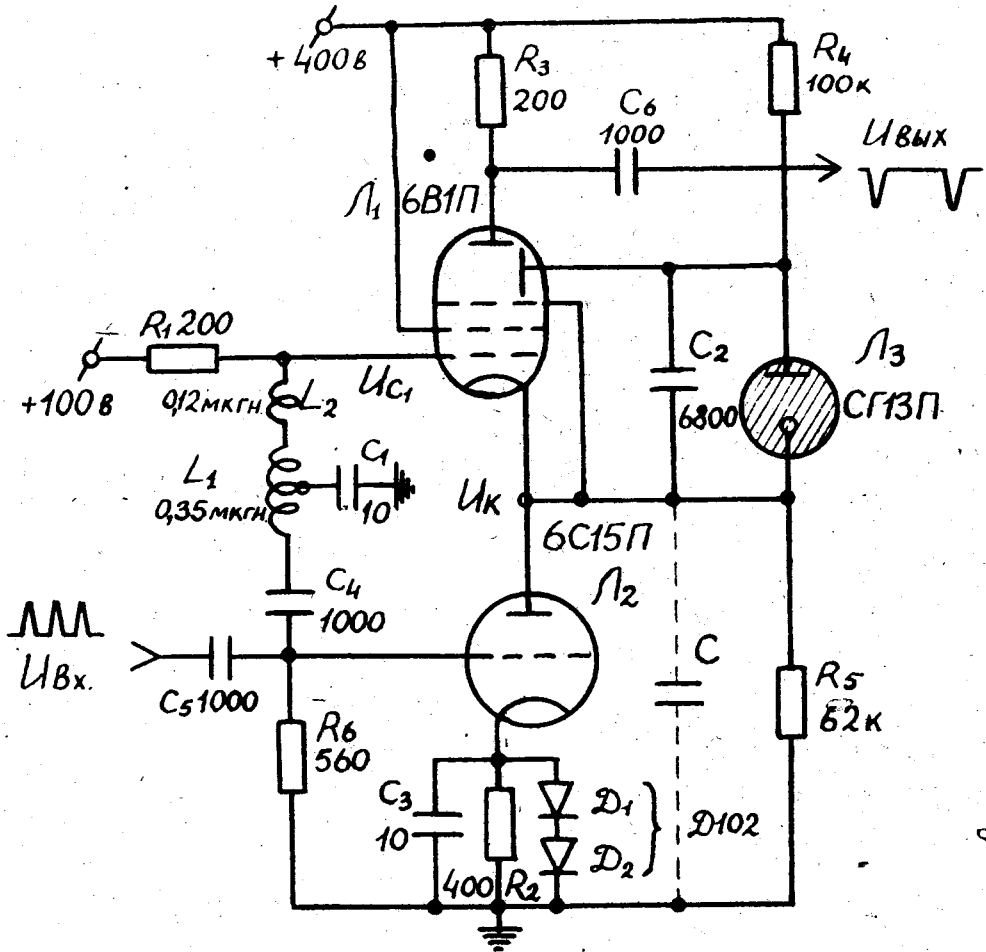 +400в
R₃
200
R₄
100к
C₆
1000
Uвых
Л₁ 6В1П
R₁ 200
+100в
0,12мкгн
L₂
Uc₁
C₂
6800
Л₃
СГ13П
L₁
0,35мкгн
C₁
10
Uк
6С15П
Л₂
C₄
1000
Uвх.
C₅ 1000
R₆
560
C
R₅
62к
C₃
10
400 R₂
Д₁
Д₂
Д102